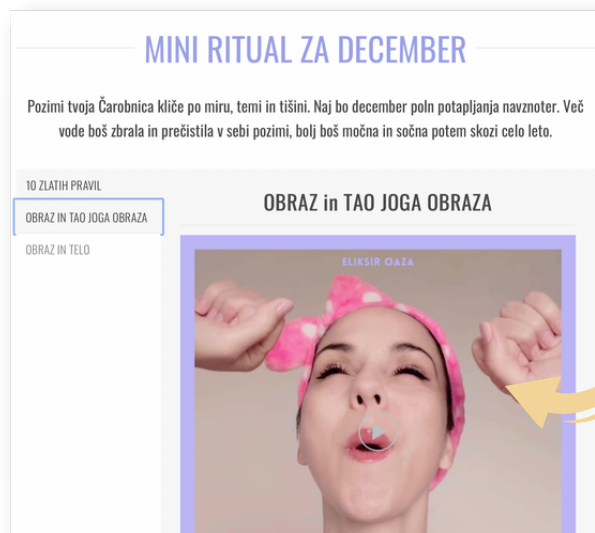 MINI RITUAL ZA DECEMBER
Pozimi tvoja Čarobnica kliče po miru, temi in tišini. Naj bo december poln potapljanja navznoter. Več
vode boš zbrala in prečistila v sebi pozimi, bolj boš močna in sočna potem skozi celo leto.
10 ZLATIH PRAVIL
OBRAZ IN TAO JOGA OBRAZA
OBRAZ IN TELO
OBRAZ in TAO JOGA OBRAZA
ELIKSIR OAZA